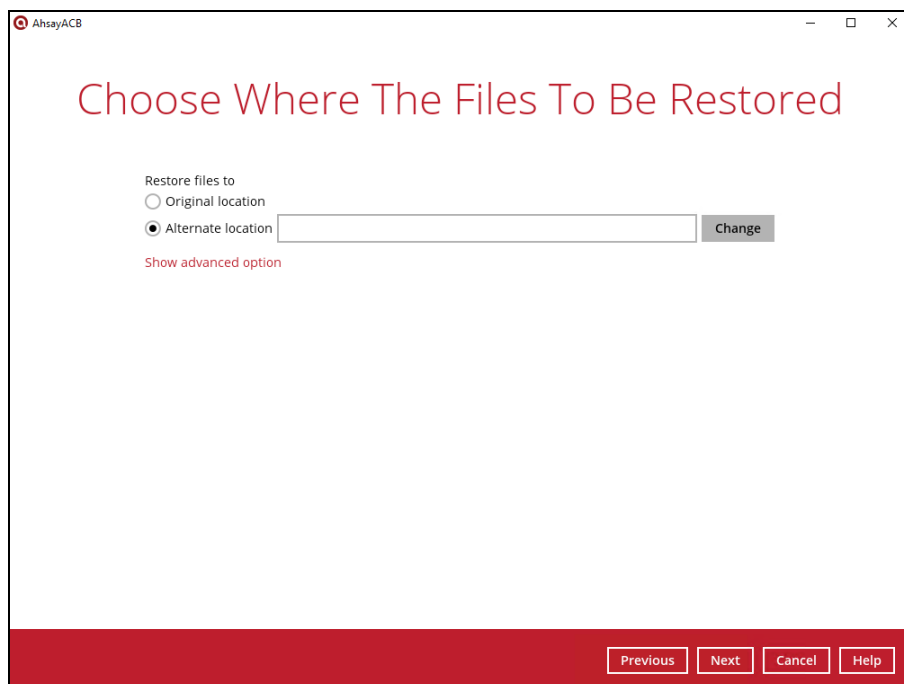 AhsayACB
Choose Where The Files To Be Restored
Restore files to
Original location
Alternate location Change
Show advanced option
Previous Next Cancel Help